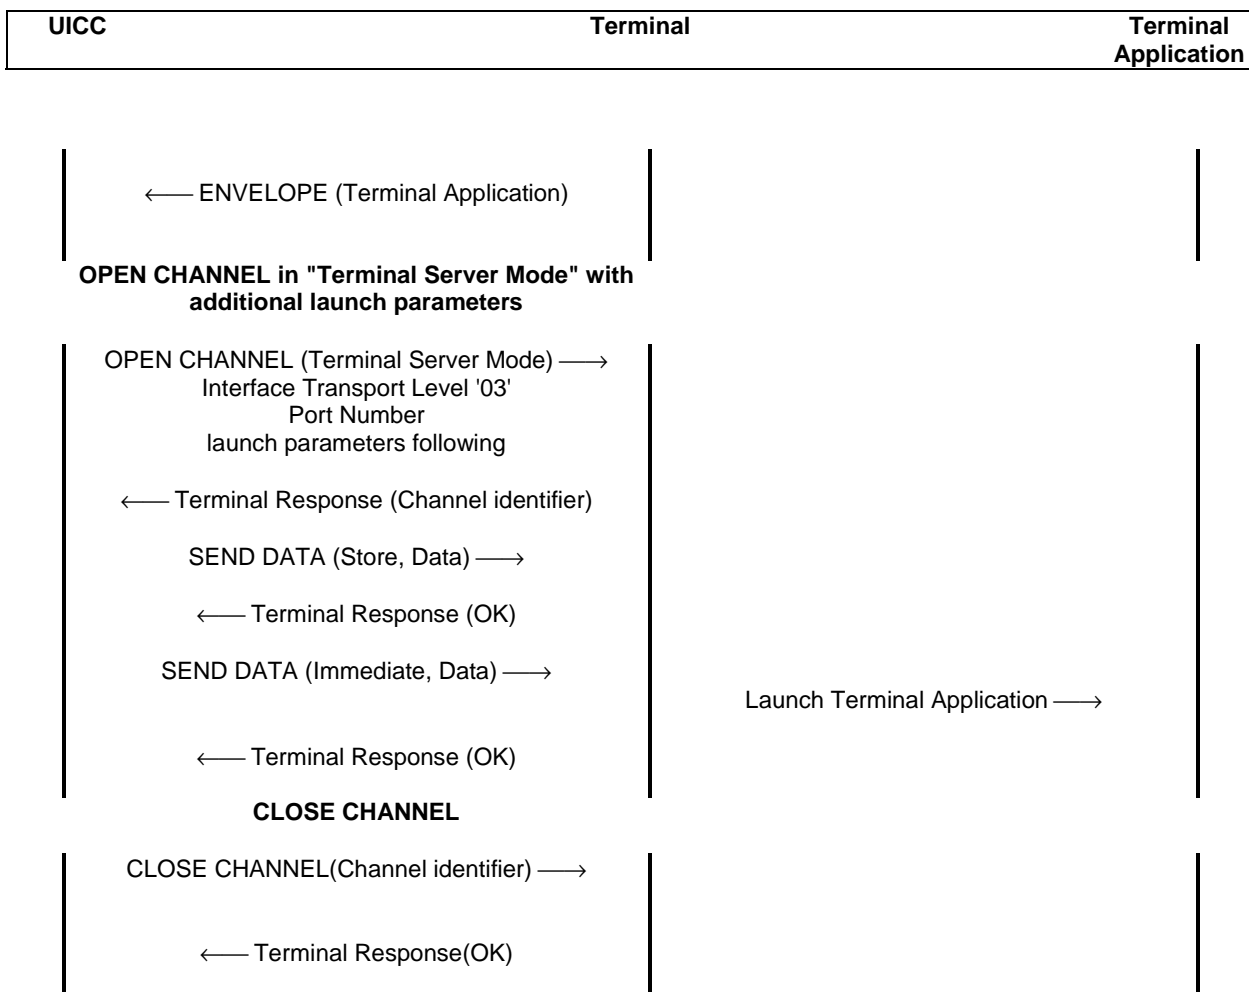 UICC Terminal Terminal
Application
⟵ ENVELOPE (Terminal Application)
OPEN CHANNEL in "Terminal Server Mode" with
additional launch parameters
OPEN CHANNEL (Terminal Server Mode) ⟶
Interface Transport Level '03'
Port Number
launch parameters following
⟵ Terminal Response (Channel identifier)
SEND DATA (Store, Data) ⟶
⟵ Terminal Response (OK)
SEND DATA (Immediate, Data) ⟶
Launch Terminal Application ⟶
⟵ Terminal Response (OK)
CLOSE CHANNEL
CLOSE CHANNEL(Channel identifier) ⟶
⟵ Terminal Response(OK)